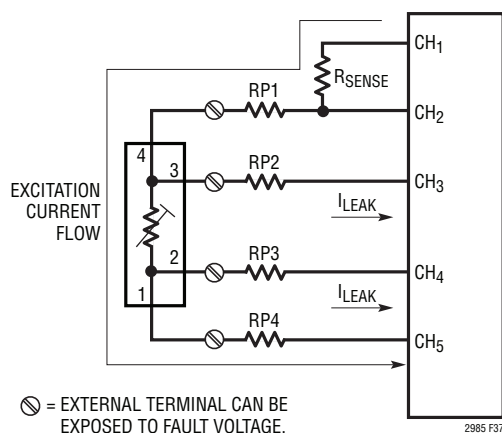 CH1
RSENSE
RP1
CH2
4
3
RP2
CH3
EXCITATION
CURRENT
FLOW
ILEAK
2
RP3
CH4
1
ILEAK
RP4
CH5
= EXTERNAL TERMINAL CAN BE
EXPOSED TO FAULT VOLTAGE.
2985 F37